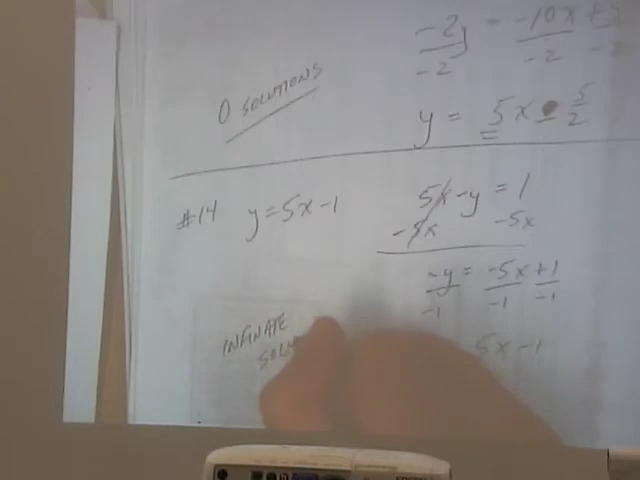 -2y = -10x + 5
-2 -2 -2
0 SOLUTIONS
y = 5x - 5/2
#14 y = 5x - 1
5x - y = 1
-5x -5x
-y = -5x + 1
-1 -1 -1
INFINATE
5x - 1